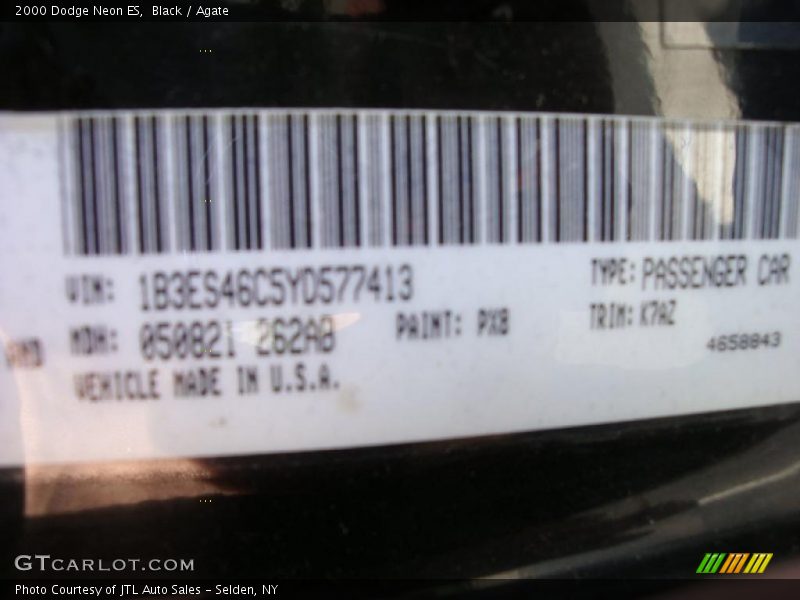 2000 Dodge Neon ES, Black / Agate
VIN: 1B3ES46C5YD577413
TYPE: PASSENGER CAR
MDH: 050821 262AB
PAINT: PXB
TRIM: K7AZ
4658843
VEHICLE MADE IN U.S.A.
GTCARLOT.COM
Photo Courtesy of JTL Auto Sales - Selden, NY